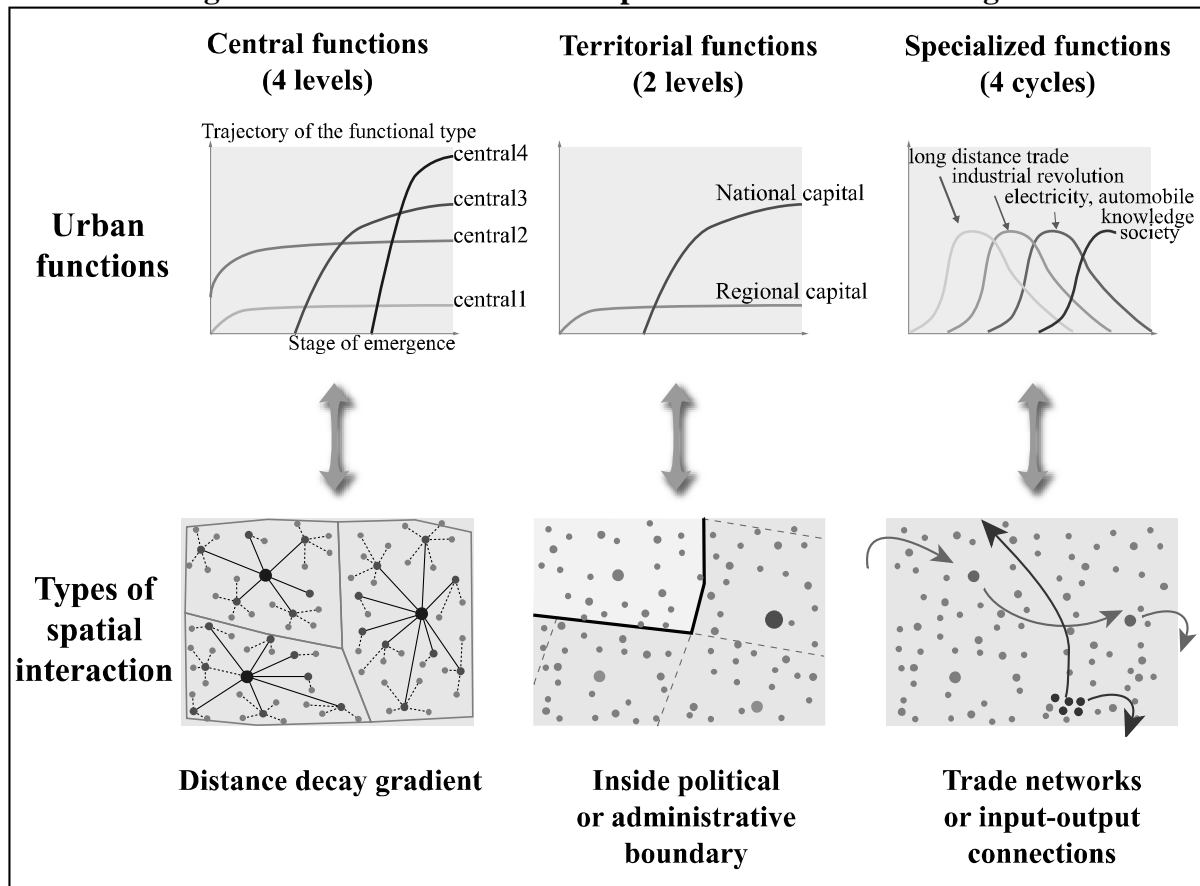 Central functions
(4 levels)
Territorial functions
(2 levels)
Specialized functions
(4 cycles)
Urban
functions
Trajectory of the functional type
central4
central3
central2
central1
Stage of emergence
National capital
Regional capital
long distance trade
industrial revolution
electricity, automobile
knowledge
society
Types of
spatial
interaction
Distance decay gradient
Inside political
or administrative
boundary
Trade networks
or input-output
connections